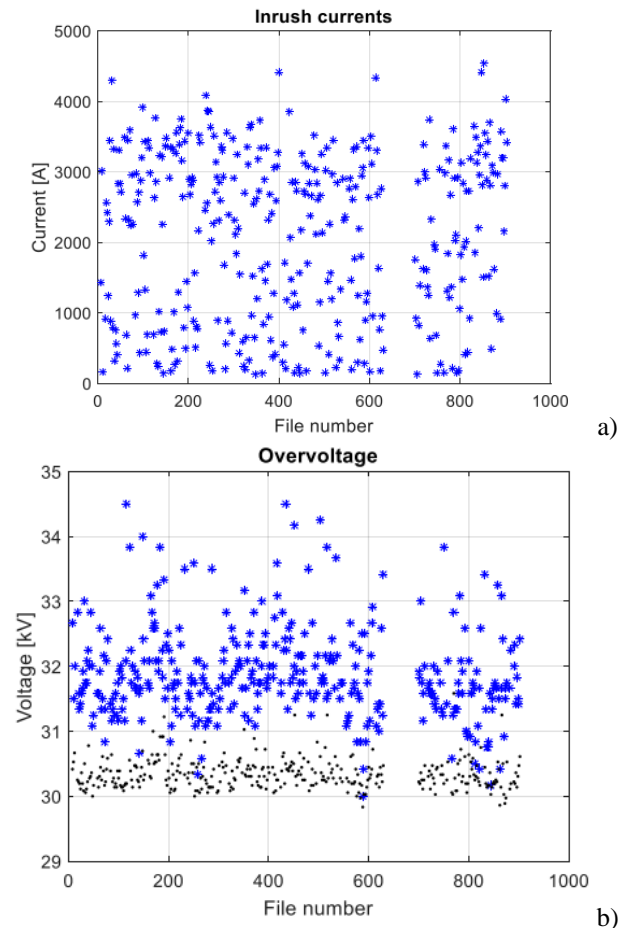 Inrush currents
5000
4000
3000
2000
1000
0
Current [A]
0 200 400 600 800 1000
File number
a)
Overvoltage
35
34
33
32
31
30
29
Voltage [kV]
0 200 400 600 800 1000
File number
b)